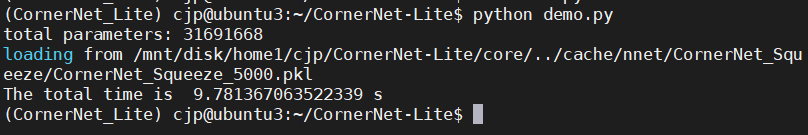 (CornerNet_Lite) cjp@ubuntu3:~/CornerNet-Lite$ python demo.py
total parameters: 31691668
loading from /mnt/disk/home1/cjp/CornerNet-Lite/core/../cache/nnet/CornerNet_Squ
eeze/CornerNet_Squeeze_5000.pkl
The total time is  9.781367063522339 s
(CornerNet_Lite) cjp@ubuntu3:~/CornerNet-Lite$